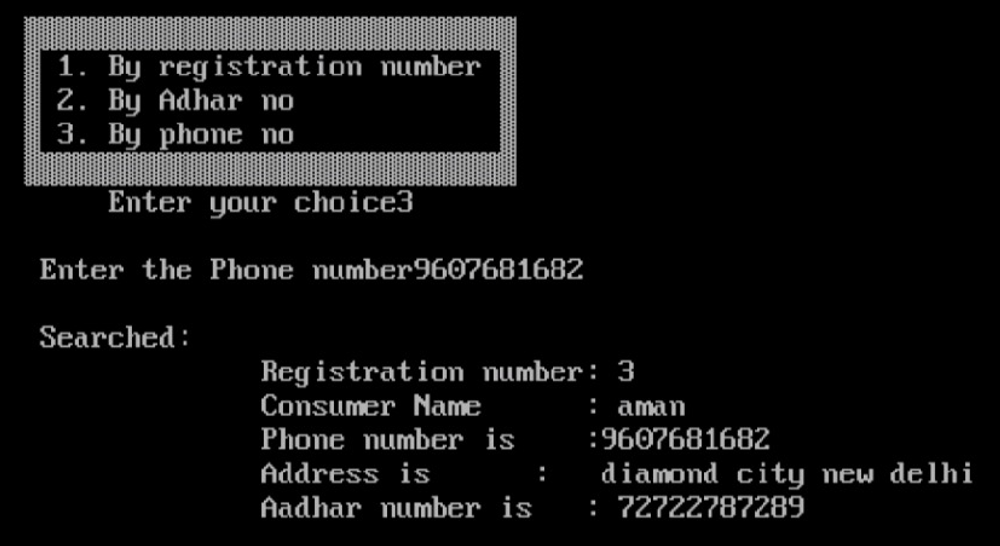 1. By registration number
2. By Adhar no
3. By phone no
Enter your choice3
Enter the Phone number9607681682
Searched:
Registration number: 3
Consumer Name : aman
Phone number is :9607681682
Address is : diamond city new delhi
Aadhar number is : 72722787289